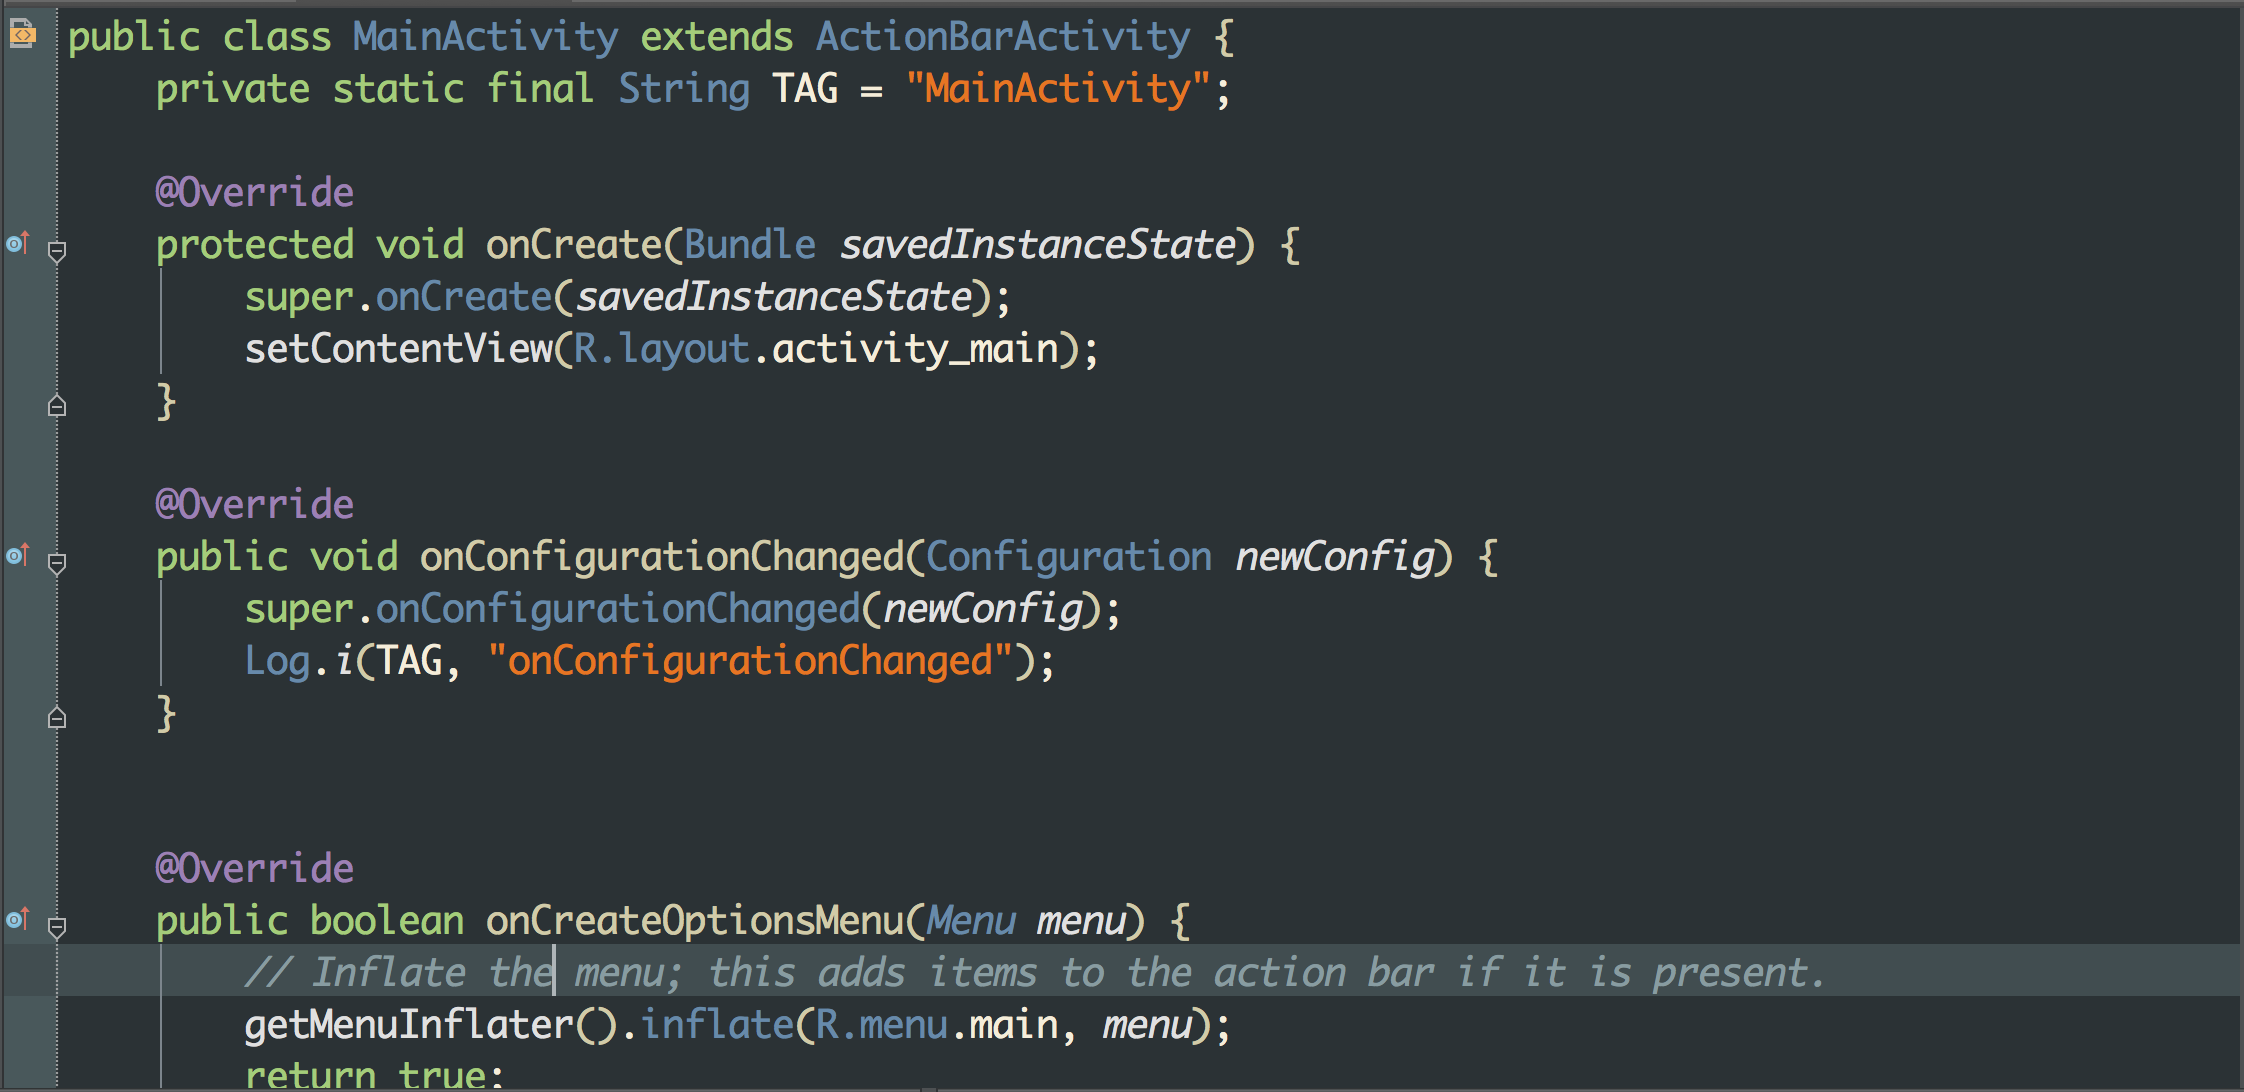 public class MainActivity extends ActionBarActivity {
    private static final String TAG = "MainActivity";

    @Override
    protected void onCreate(Bundle savedInstanceState) {
        super.onCreate(savedInstanceState);
        setContentView(R.layout.activity_main);
    }

    @Override
    public void onConfigurationChanged(Configuration newConfig) {
        super.onConfigurationChanged(newConfig);
        Log.i(TAG, "onConfigurationChanged");
    }


    @Override
    public boolean onCreateOptionsMenu(Menu menu) {
        // Inflate the menu; this adds items to the action bar if it is present.
        getMenuInflater().inflate(R.menu.main, menu);
        return true;